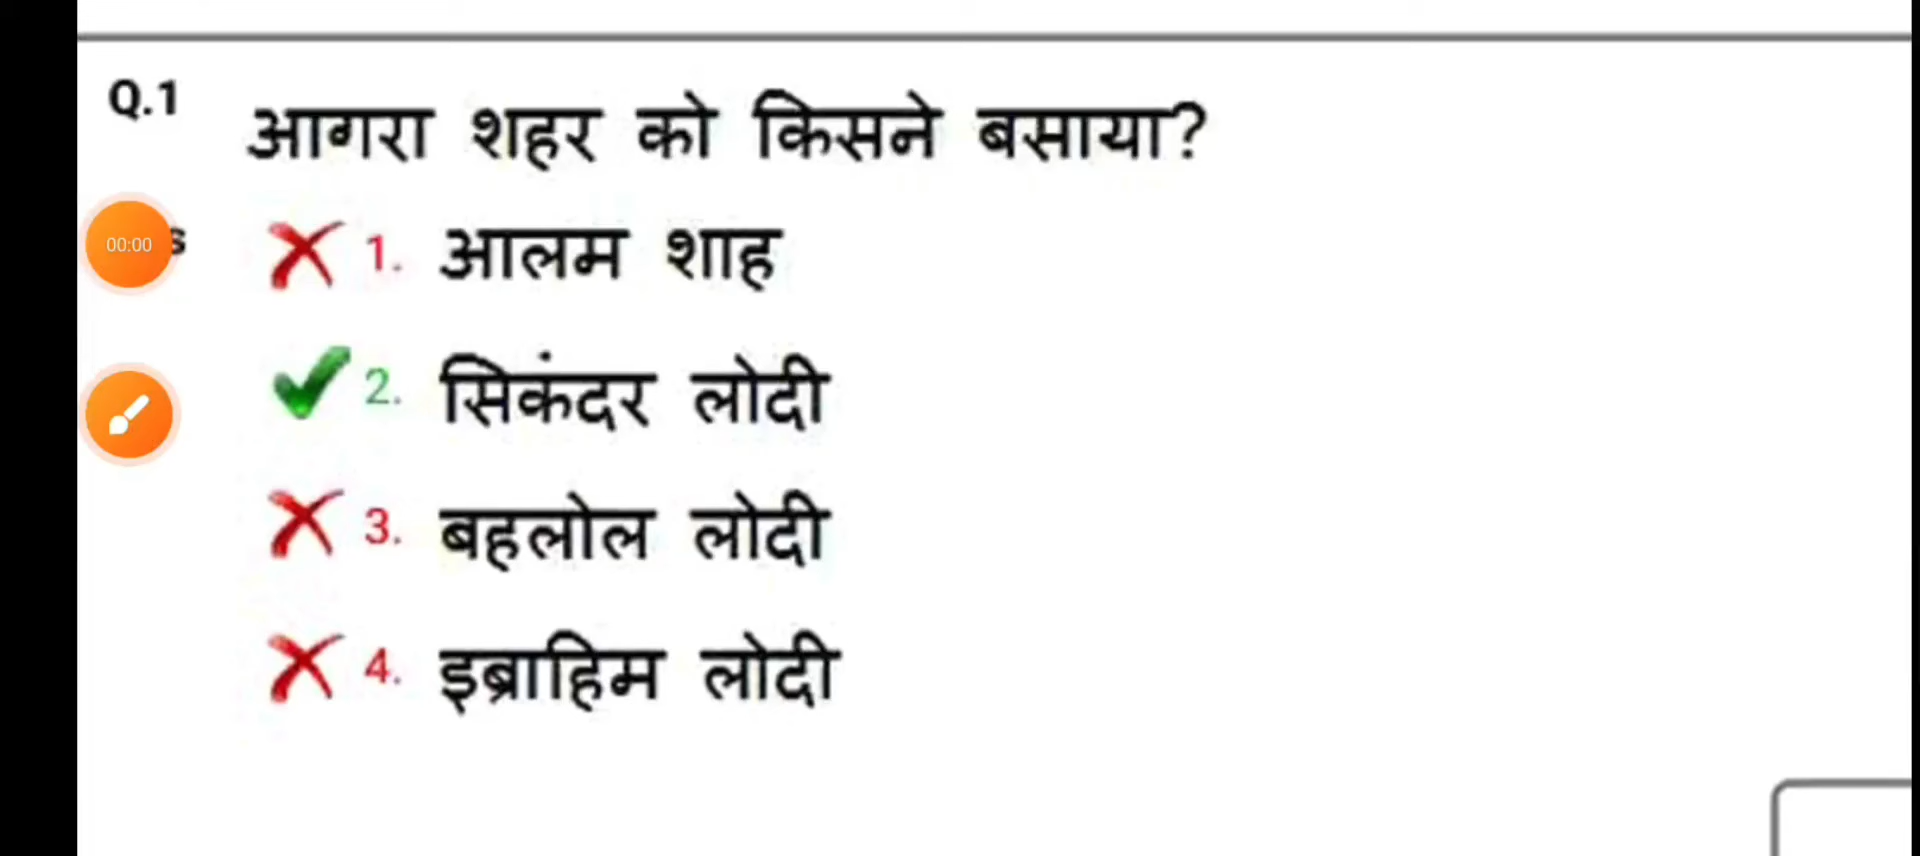 Q.1 आगरा शहर को किसने बसाया?
00:00 s
1. आलम शाह
2. सिकंदर लोदी
3. बहलोल लोदी
4. इब्राहिम लोदी